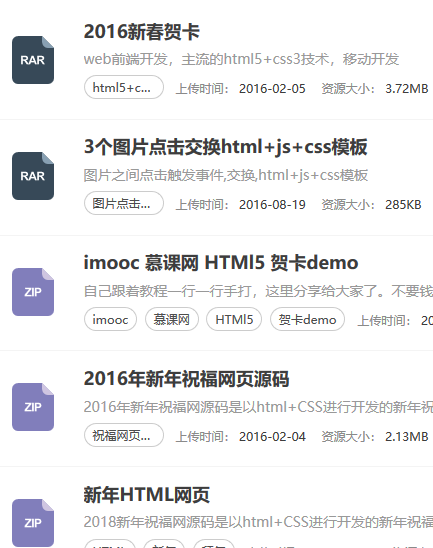 2016新春贺卡
RAR
web前端开发，主流的html5+css3技术，移动开发
html5+c... 上传时间： 2016-02-05 资源大小： 3.72MB
3个图片点击交换html+js+css模板
RAR
图片之间点击触发事件,交换,html+js+css模板
图片点击... 上传时间： 2016-08-19 资源大小： 285KB
imooc 慕课网 HTMl5 贺卡demo
ZIP
自己跟着教程一行一行手打，这里分享给大家了。不要钱
imooc 慕课网 HTMl5 贺卡demo 上传时间： 20
2016年新年祝福网页源码
ZIP
2016年新年祝福网源码是以html+CSS进行开发的新年祝
祝福网页... 上传时间： 2016-02-04 资源大小： 2.13MB
新年HTML网页
ZIP
2018新年祝福网源码是以html+CSS进行开发的新年祝福